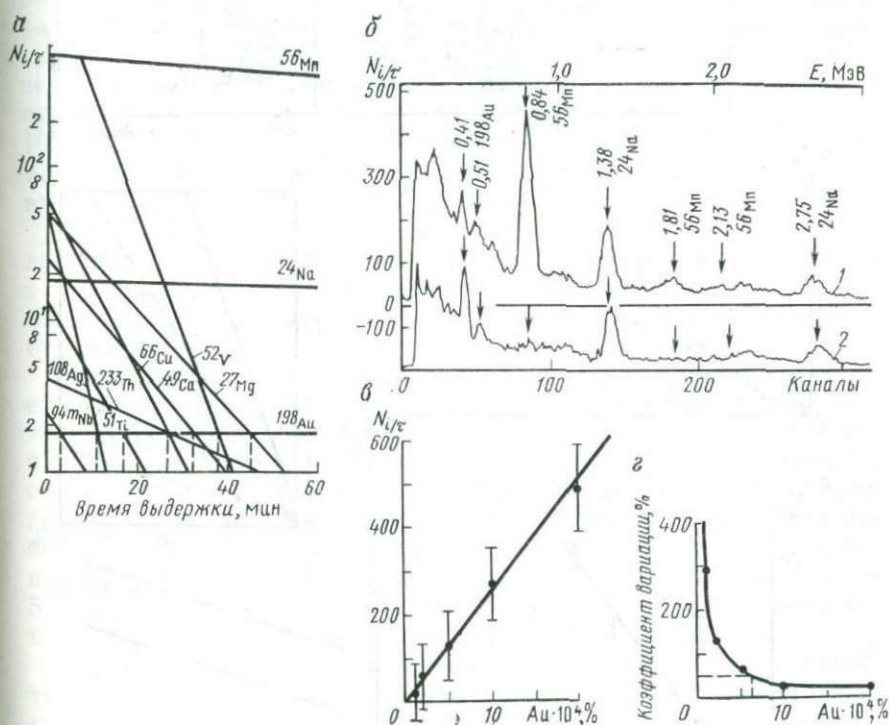 а
Ni/τ
56Mn
2
10²
8
5
2
24Na
10¹
8
5
2
1
52V
66Cu
49Ca
27Mg
108Ag
233Th
94mNb
51Ti
198Au
0 20 40 60
Время выдержки, мин
б
Ni/τ
1,0 2,0 E, МэВ
500
300
100
0
-100
0,41 198Au
0,51
0,84 56Mn
1,38 24Na
1,81 56Mn
2,13 56Mn
2,75 24Na
1
2
0 100 200 Каналы
в
Ni/τ
600
400
200
0
0 10 Au·10⁴,%
г
Коэффициент вариации,%
400
200
0 10 Au·10⁴,%